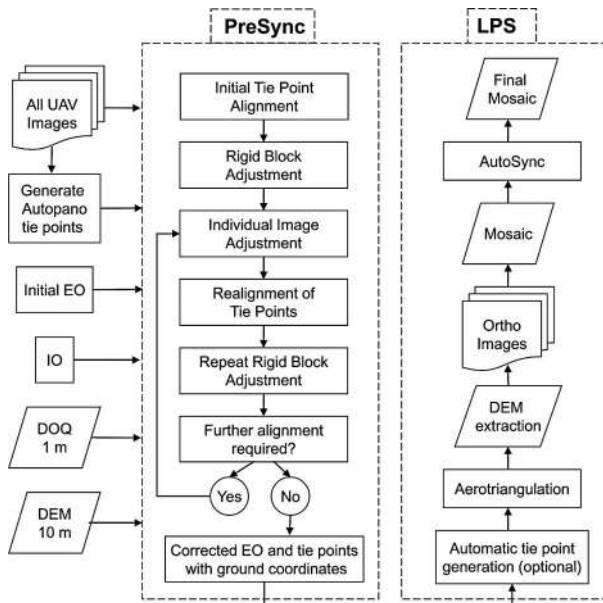 PreSync
LPS
All UAV
Images
Generate
Autopano
tie points
Initial EO
IO
DOQ
1 m
DEM
10 m
Initial Tie Point
Alignment
Rigid Block
Adjustment
Individual Image
Adjustment
Realignment of
Tie Points
Repeat Rigid Block
Adjustment
Further alignment
required?
Yes
No
Corrected EO and tie points
with ground coordinates
Final
Mosaic
AutoSync
Mosaic
Ortho
Images
DEM
extraction
Aerotriangulation
Automatic tie point
generation (optional)